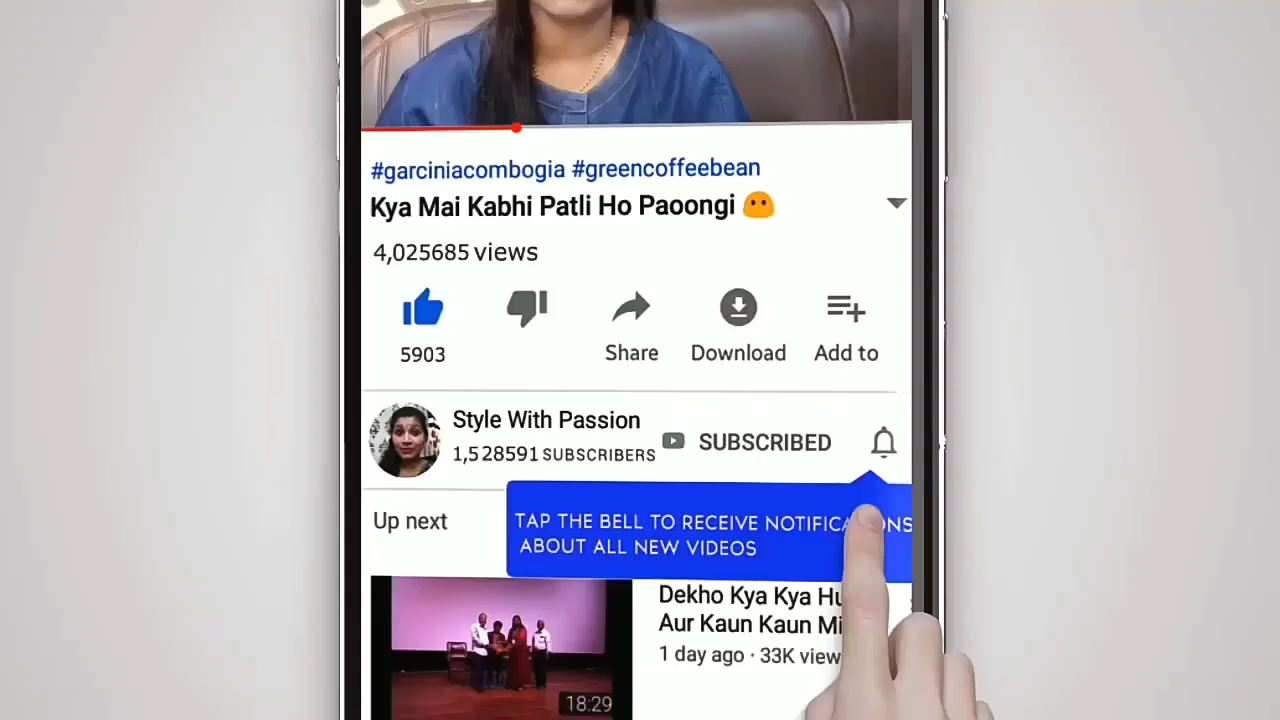 #garciniacombogia #greencoffeebean
Kya Mai Kabhi Patli Ho Paoongi
4,025685 views
5903
Share
Download
Add to
Style With Passion
1,528591 SUBSCRIBERS
SUBSCRIBED
TAP THE BELL TO RECEIVE
ABOUT ALL NEW VIDEOS
Up next
Dekho Kya Kya
Aur Kaun Kaun
1 day ago · 33K
18:29